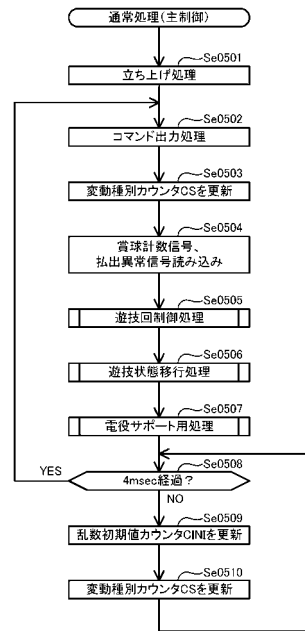 通常処理(主制御)
Se0501
立ち上げ処理
Se0502
コマンド出力処理
Se0503
変動種別カウンタCSを更新
Se0504
賞球計数信号、
払出異常信号読み込み
Se0505
遊技回制御処理
Se0506
遊技状態移行処理
Se0507
電役サポート用処理
Se0508
YES
4msec経過?
NO
Se0509
乱数初期値カウンタCINIを更新
Se0510
変動種別カウンタCSを更新